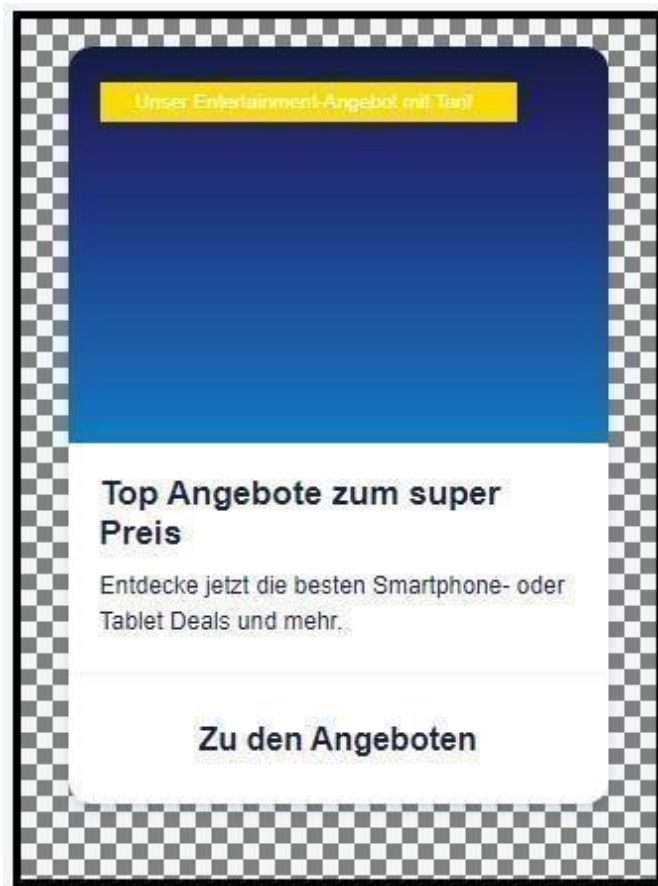 Unser Entertainment-Angebot mit Tarif
Top Angebote zum super
Preis
Entdecke jetzt die besten Smartphone- oder
Tablet Deals und mehr.
Zu den Angeboten